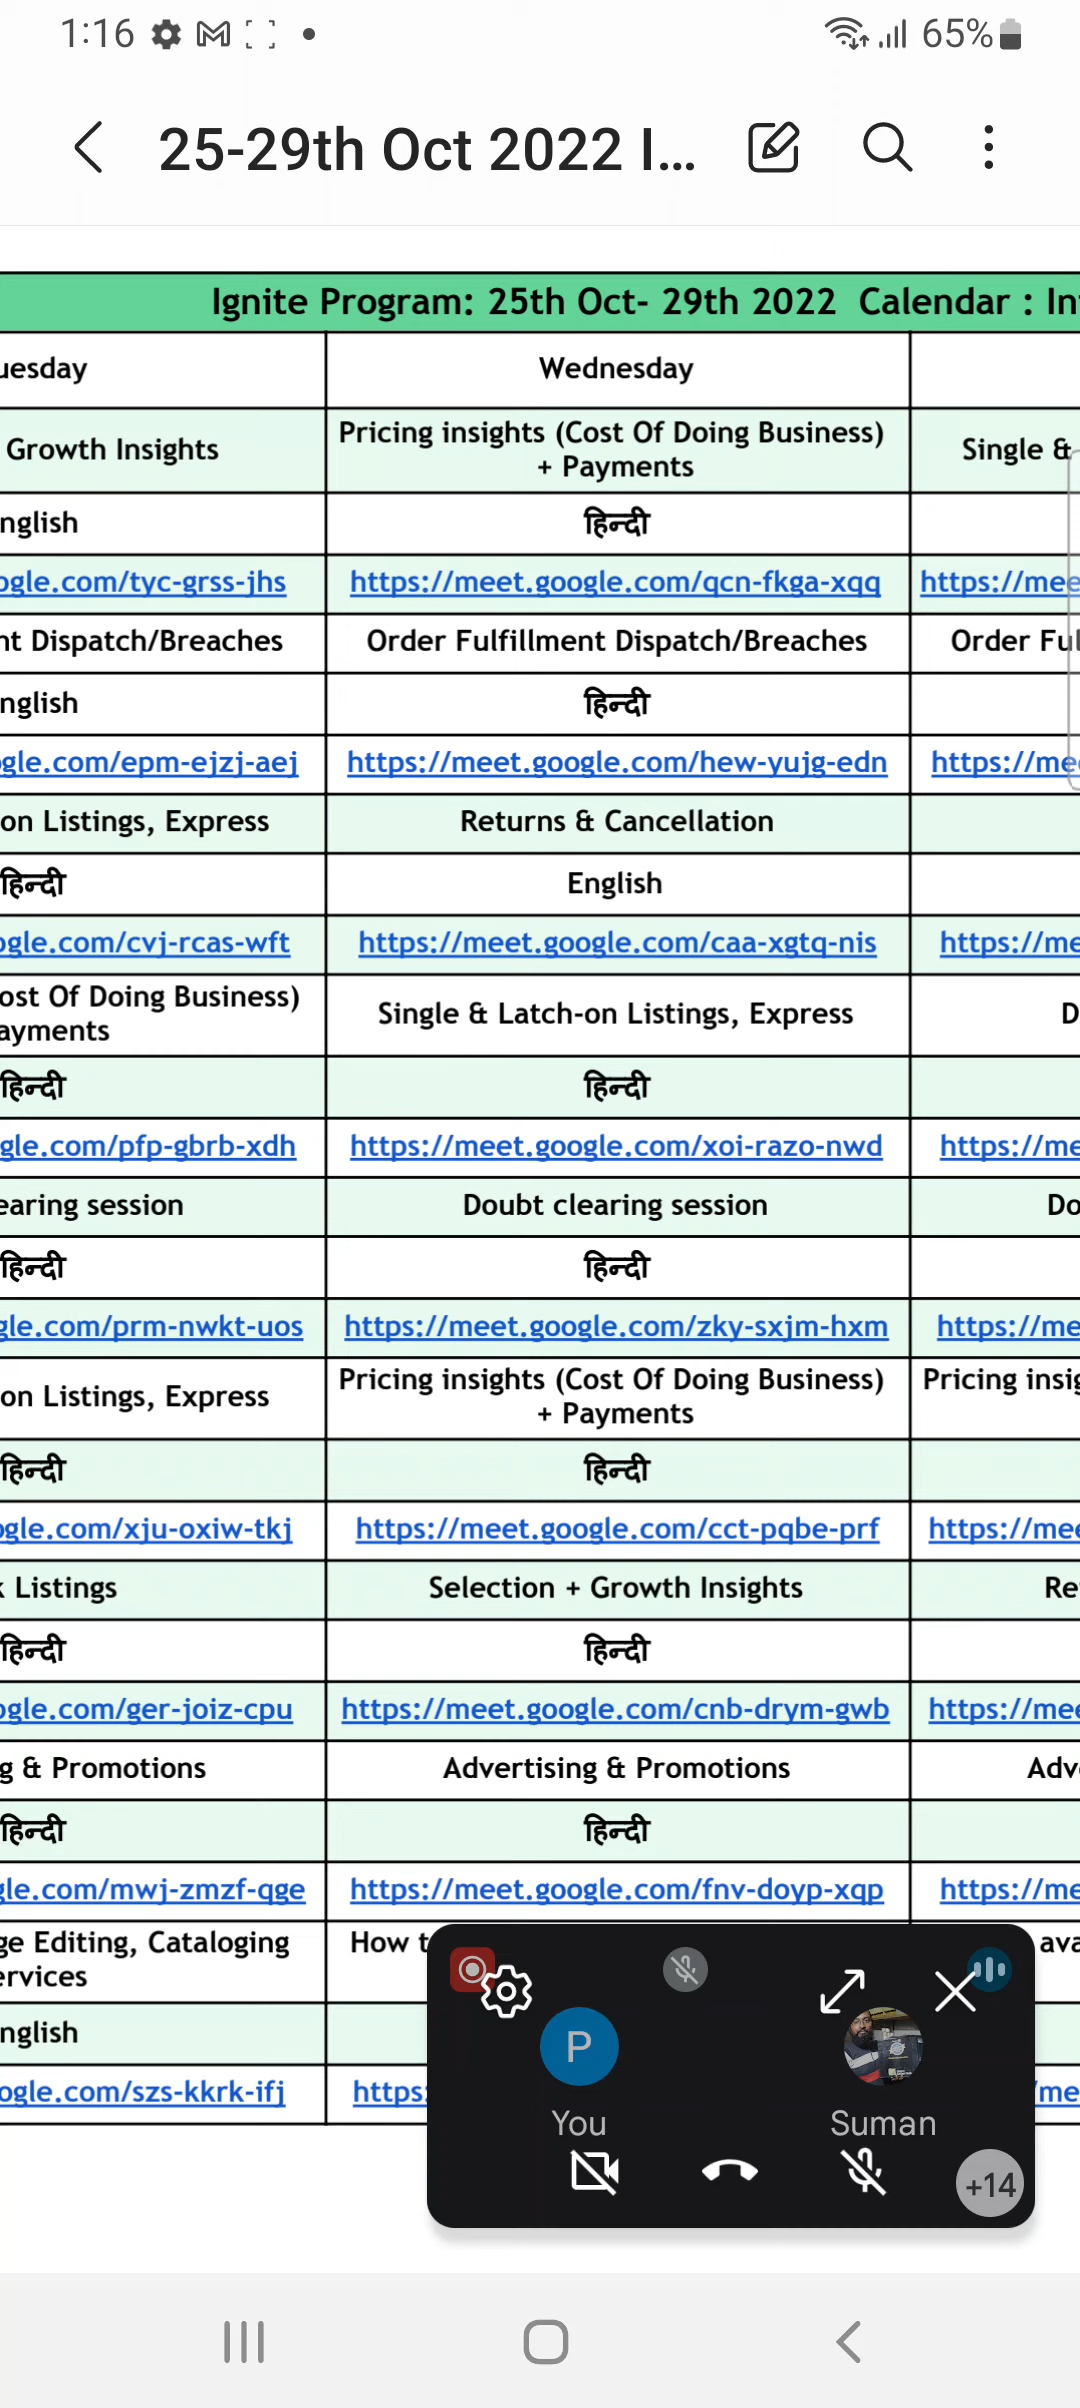 1:16 65%
25-29th Oct 2022 I...
Ignite Program: 25th Oct- 29th 2022 Calendar : In
uesday Wednesday
Growth Insights Pricing insights (Cost Of Doing Business) Single &
+ Payments
nglish हिन्दी
ogle.com/tyc-grss-jhs https://meet.google.com/qcn-fkga-xqq https://mee
nt Dispatch/Breaches Order Fulfillment Dispatch/Breaches Order Ful
nglish हिन्दी
gle.com/epm-ejzj-aej https://meet.google.com/hew-yujg-edn https://me
on Listings, Express Returns & Cancellation
हिन्दी English
ogle.com/cvj-rcas-wft https://meet.google.com/caa-xgtq-nis https://me
ost Of Doing Business) Single & Latch-on Listings, Express D
ayments
हिन्दी हिन्दी
gle.com/pfp-gbrb-xdh https://meet.google.com/xoi-razo-nwd https://me
earing session Doubt clearing session Do
हिन्दी हिन्दी
gle.com/prm-nwkt-uos https://meet.google.com/zky-sxjm-hxm https://me
on Listings, Express Pricing insights (Cost Of Doing Business) Pricing insig
+ Payments
हिन्दी हिन्दी
ogle.com/xju-oxiw-tkj https://meet.google.com/cct-pqbe-prf https://mee
k Listings Selection + Growth Insights Re
हिन्दी हिन्दी
ogle.com/ger-joiz-cpu https://meet.google.com/cnb-drym-gwb https://mee
g & Promotions Advertising & Promotions Adv
हिन्दी हिन्दी
gle.com/mwj-zmzf-qge https://meet.google.com/fnv-doyp-xqp https://me
ge Editing, Cataloging How t ava
ervices
nglish
ogle.com/szs-kkrk-ifj https: /me
P
You Suman
+14